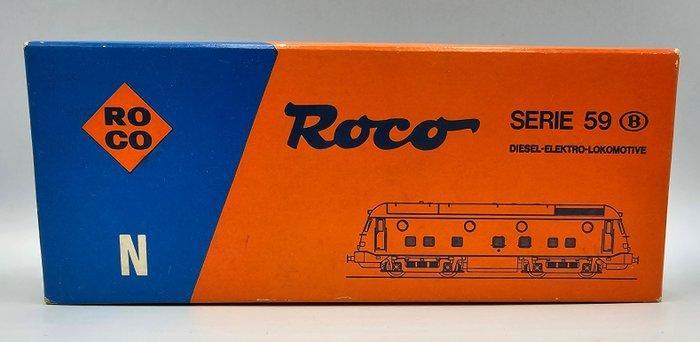 RO
CO
N
Roco
SERIE 59 B
DIESEL-ELEKTRO-LOKOMOTIVE